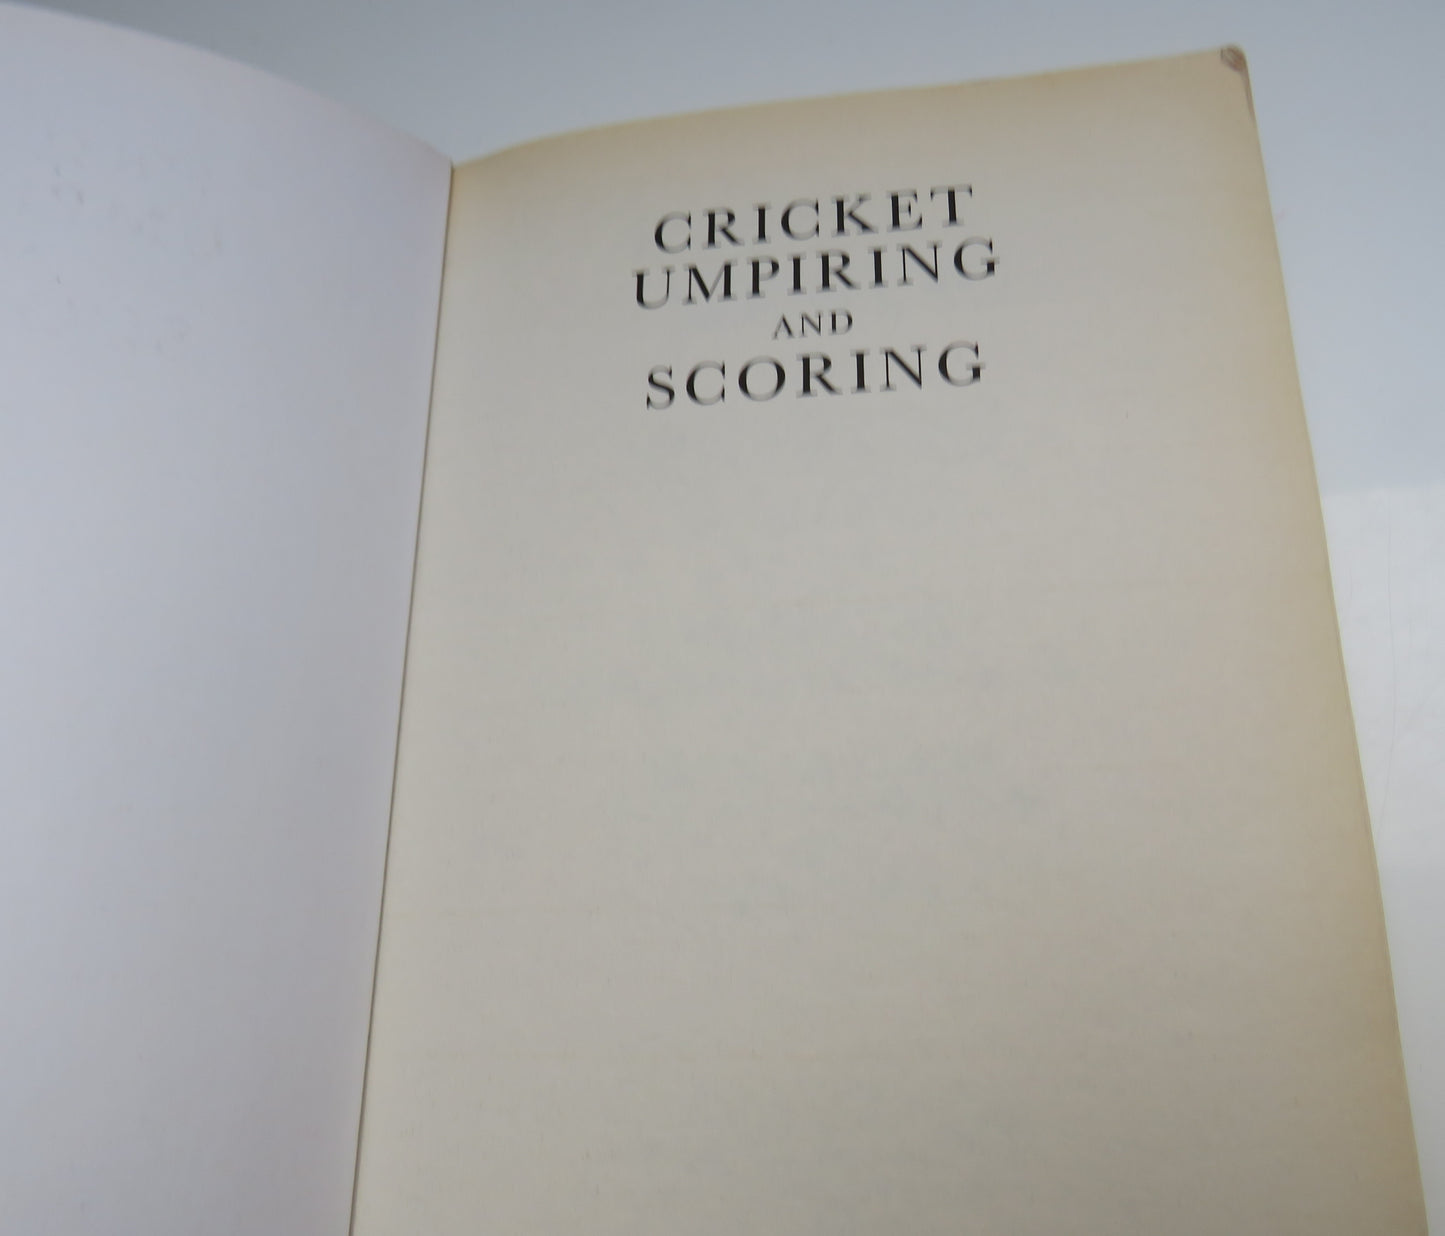 CRICKET
UMPIRING
AND
SCORING